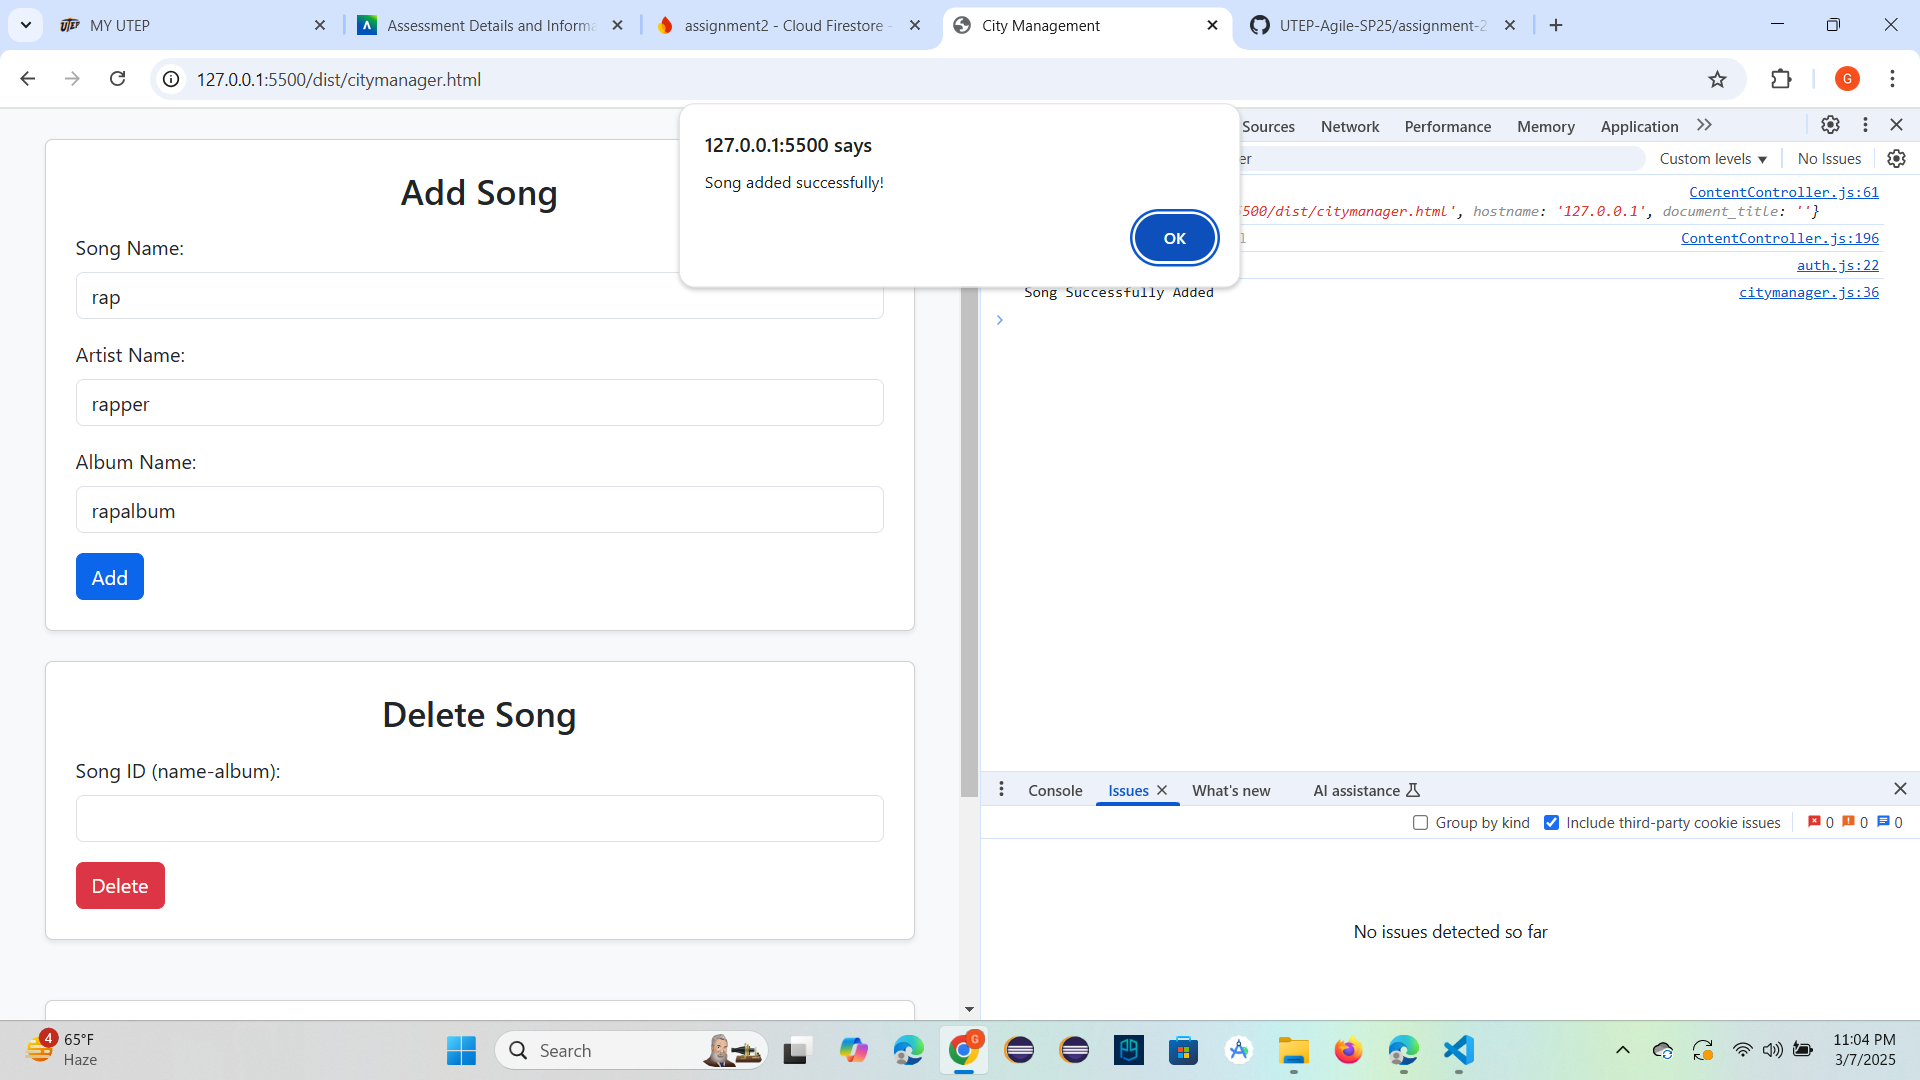 MY UTEP
Assessment Details and Informa
assignment2 - Cloud Firestore -
City Management
UTEP-Agile-SP25/assignment-2
127.0.0.1:5500/dist/citymanager.html
G
127.0.0.1:5500 says
Song added successfully!
OK
Sources
Network
Performance
Memory
Application
er
Custom levels
No Issues
ContentController.js:61
500/dist/citymanager.html', hostname: '127.0.0.1', document_title: ''}
l
ContentController.js:196
auth.js:22
Song Successfully Added
citymanager.js:36
Add Song
Song Name:
rap
Artist Name:
rapper
Album Name:
rapalbum
Add
Delete Song
Song ID (name-album):
Delete
Console
Issues
What's new
AI assistance
Group by kind
Include third-party cookie issues
0
0
0
No issues detected so far
4
65°F
Haze
Search
G
11:04 PM
3/7/2025